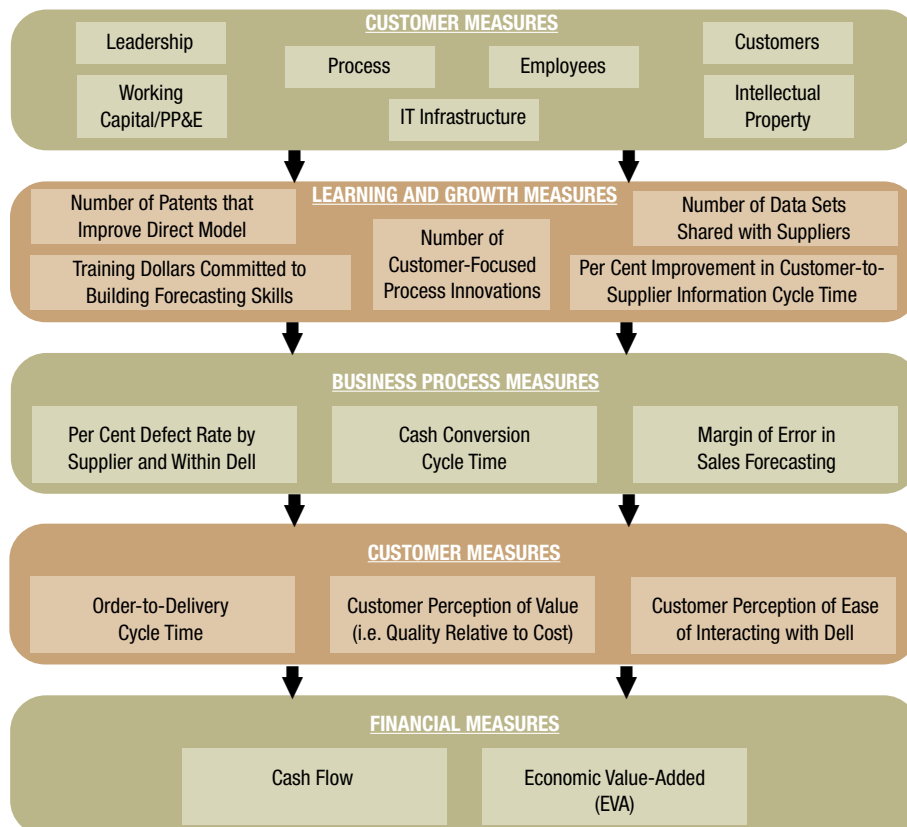 CUSTOMER MEASURES
Leadership
Process
Employees
Customers
Working
Capital/PP&E
IT Infrastructure
Intellectual
Property
LEARNING AND GROWTH MEASURES
Number of Patents that
Improve Direct Model
Number of
Customer-Focused
Process Innovations
Number of Data Sets
Shared with Suppliers
Training Dollars Committed to
Building Forecasting Skills
Per Cent Improvement in Customer-to-
Supplier Information Cycle Time
BUSINESS PROCESS MEASURES
Per Cent Defect Rate by
Supplier and Within Dell
Cash Conversion
Cycle Time
Margin of Error in
Sales Forecasting
CUSTOMER MEASURES
Order-to-Delivery
Cycle Time
Customer Perception of Value
(i.e. Quality Relative to Cost)
Customer Perception of Ease
of Interacting with Dell
FINANCIAL MEASURES
Cash Flow
Economic Value-Added
(EVA)